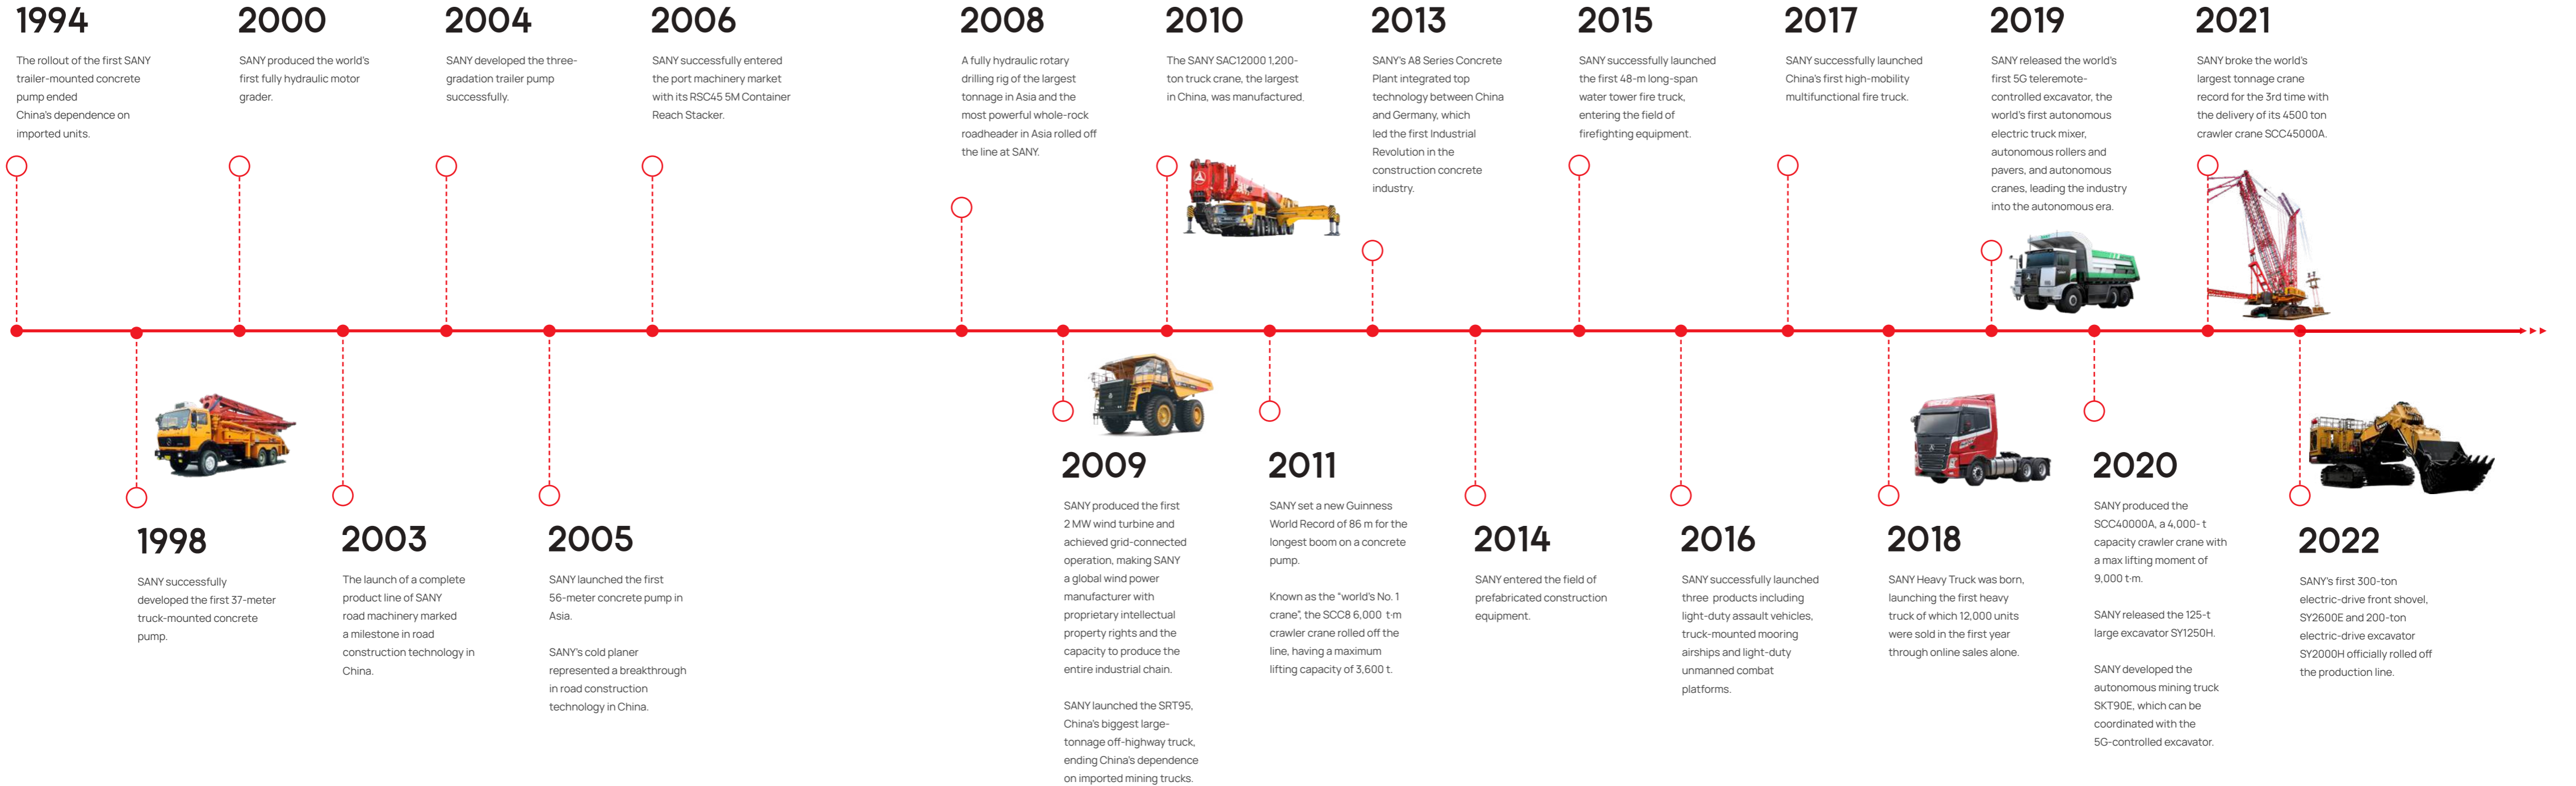 1994
The rollout of the first SANY
trailer-mounted concrete
pump ended
China's dependence on
imported units.
2000
SANY produced the world's
first fully hydraulic motor
grader.
2004
SANY developed the three-
gradation trailer pump
successfully.
2006
SANY successfully entered
the port machinery market
with its RSC45 5M Container
Reach Stacker.
2008
A fully hydraulic rotary
drilling rig of the largest
tonnage in Asia and the
most powerful whole-rock
roadheader in Asia rolled off
the line at SANY.
2010
The SANY SAC12000 1,200-
ton truck crane, the largest
in China, was manufactured.
2013
SANY's A8 Series Concrete
Plant integrated top
technology between China
and Germany, which
led the first Industrial
Revolution in the
construction concrete
industry.
2015
SANY successfully launched
the first 48-m long-span
water tower fire truck,
entering the field of
firefighting equipment.
2017
SANY successfully launched
China's first high-mobility
multifunctional fire truck.
2019
SANY released the world's
first 5G teleremote-
controlled excavator, the
world's first autonomous
electric truck mixer,
autonomous rollers and
pavers, and autonomous
cranes, leading the industry
into the autonomous era.
2021
SANY broke the world's
largest tonnage crane
record for the 3rd time with
the delivery of its 4500 ton
crawler crane SCC45000A.
1998
SANY successfully
developed the first 37-meter
truck-mounted concrete
pump.
2003
The launch of a complete
product line of SANY
road machinery marked
a milestone in road
construction technology in
China.
2005
SANY launched the first
56-meter concrete pump in
Asia.
SANY's cold planer
represented a breakthrough
in road construction
technology in China.
2009
SANY produced the first
2 MW wind turbine and
achieved grid-connected
operation, making SANY
a global wind power
manufacturer with
proprietary intellectual
property rights and the
capacity to produce the
entire industrial chain.
SANY launched the SRT95,
China's biggest large-
tonnage off-highway truck,
ending China's dependence
on imported mining trucks.
2011
SANY set a new Guinness
World Record of 86 m for the
longest boom on a concrete
pump.
Known as the "world's No. 1
crane", the SCC8 6,000 t·m
crawler crane rolled off the
line, having a maximum
lifting capacity of 3,600 t.
2014
SANY entered the field of
prefabricated construction
equipment.
2016
SANY successfully launched
three products including
light-duty assault vehicles,
truck-mounted mooring
airships and light-duty
unmanned combat
platforms.
2018
SANY Heavy Truck was born,
launching the first heavy
truck of which 12,000 units
were sold in the first year
through online sales alone.
2020
SANY produced the
SCC40000A, a 4,000- t
capacity crawler crane with
a max lifting moment of
9,000 t·m.
SANY released the 125-t
large excavator SY1250H.
SANY developed the
autonomous mining truck
SKT90E, which can be
coordinated with the
5G-controlled excavator.
2022
SANY's first 300-ton
electric-drive front shovel,
SY2600E and 200-ton
electric-drive excavator
SY2000H officially rolled off
the production line.